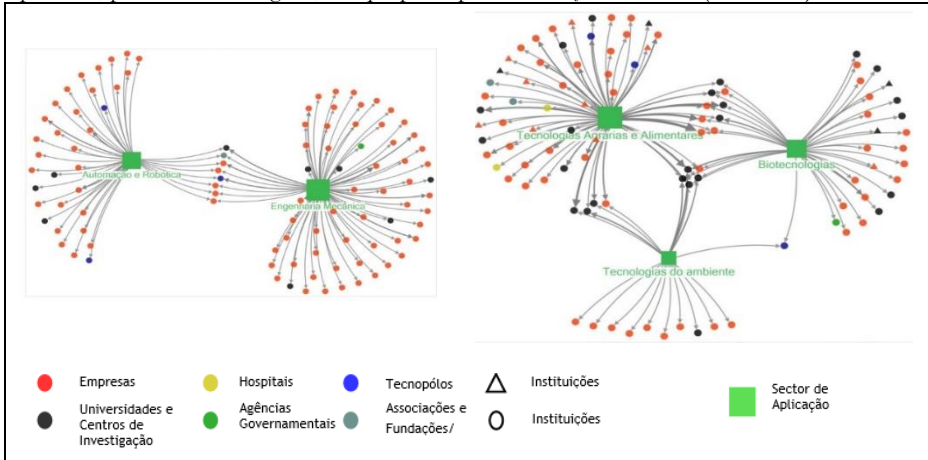 Automação e Robótica
Engenharia Mecânica
Tecnologias Agrárias e Alimentares
Biotecnologias
Tecnologias do ambiente
Empresas
Hospitais
Tecnopólos
Instituições
Sector de
Aplicação
Universidades e
Centros de
Investigação
Agências
Governamentais
Associações e
Fundações/
Instituições